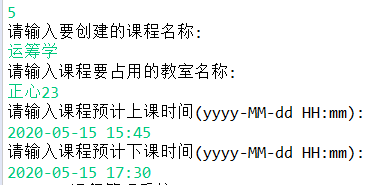 5
请输入要创建的课程名称:
运筹学
请输入课程要占用的教室名称:
正心23
请输入课程预计上课时间(yyyy-MM-dd HH:mm):
2020-05-15 15:45
请输入课程预计下课时间(yyyy-MM-dd HH:mm):
2020-05-15 17:30